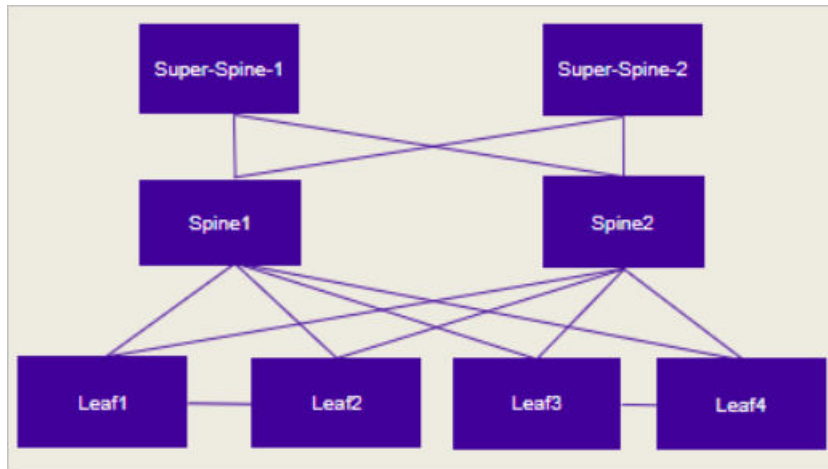 Super-Spine-1
Super-Spine-2
Spine1
Spine2
Leaf1
Leaf2
Leaf3
Leaf4